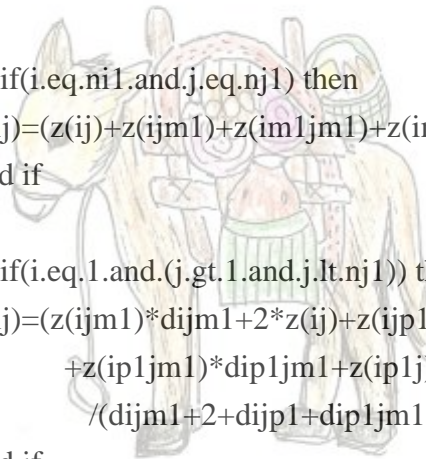 if(i.eq.ni1.and.j.eq.nj1) then
j)=(z(ij)+z(ijm1)+z(im1jm1)+z(i
d if
if(i.eq.1.and.(j.gt.1.and.j.lt.nj1)) t
j)=(z(ijm1)*dijm1+2*z(ij)+z(ijp1
+z(ip1jm1)*dip1jm1+z(ip1j
/(dijm1+2+dijp1+dip1jm1
d if